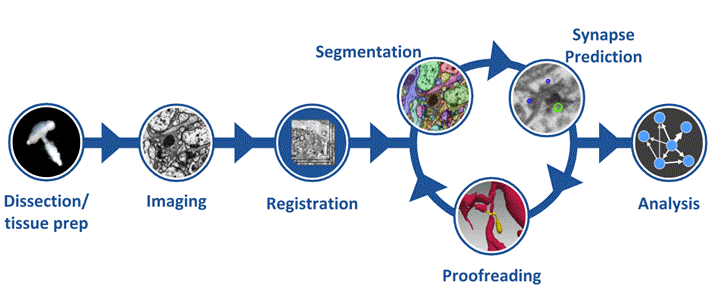 Segmentation
Synapse
Prediction
Dissection/
tissue prep
Imaging
Registration
Analysis
Proofreading